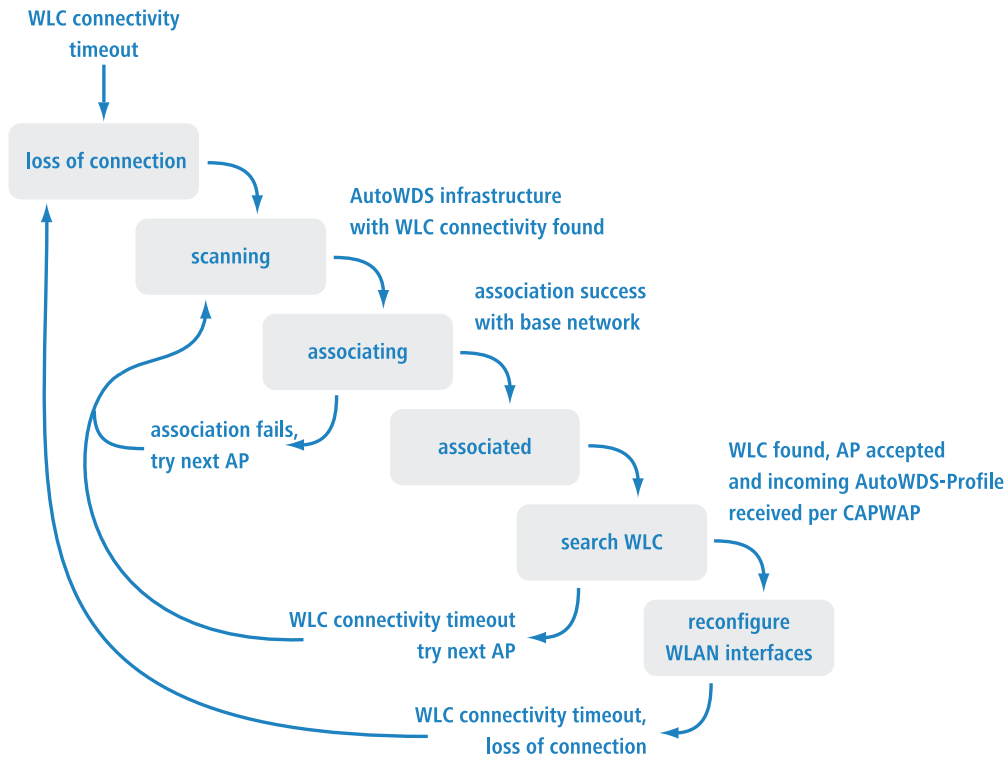 WLC connectivity
timeout
loss of connection
AutoWDS infrastructure
with WLC connectivity found
scanning
association success
with base network
associating
association fails,
try next AP
associated
WLC found, AP accepted
and incoming AutoWDS-Profile
received per CAPWAP
search WLC
WLC connectivity timeout
try next AP
reconfigure
WLAN interfaces
WLC connectivity timeout,
loss of connection